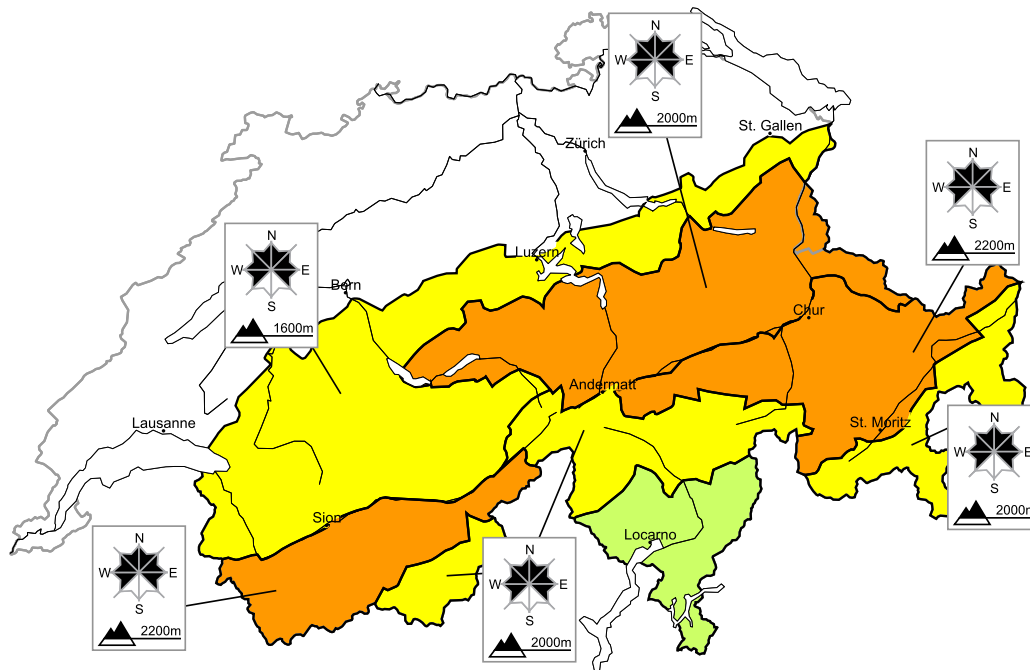 N
W E
S
2000m
St. Gallen
Zürich
N
W E
S
2200m
N
W E
S
1600m
Luzern
Bern
Chur
Andermatt
Lausanne
St. Moritz
N
W E
S
2000m
Sion
Locarno
N
W E
S
2200m
N
W E
S
2000m